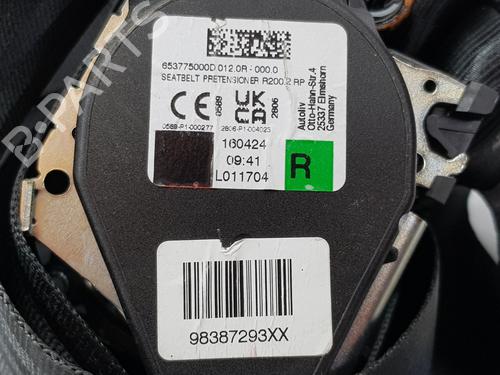 653775000D 012.0R - 000.0
SEATBELT PRETENSIONER R200.2 RP
CE 0589
UK CA 2806
0589-P1-000277
2806-P1-004023
Autoliv
Otto-Hahn-Str.4
25337 Elmshorn
Germany
160424
09:41
L011704
R
98387293XX
B-PARTS